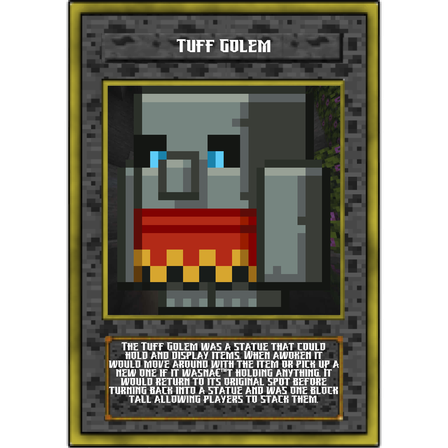 TUFF GOLEM
THE TUFF GOLEM WAS A STATUE THAT COULD
HOLD AND DISPLAY ITEMS. WHEN AWOKEN IT
WOULD MOVE AROUND WITH THE ITEM OR PICK UP A
NEW ONE IF IT WASNÂ€™T HOLDING ANYTHING. IT
WOULD RETURN TO ITS ORIGINAL SPOT BEFORE
TURNING BACK INTO A STATUE AND WAS ONE BLOCK
TALL ALLOWING PLAYERS TO STACK THEM.